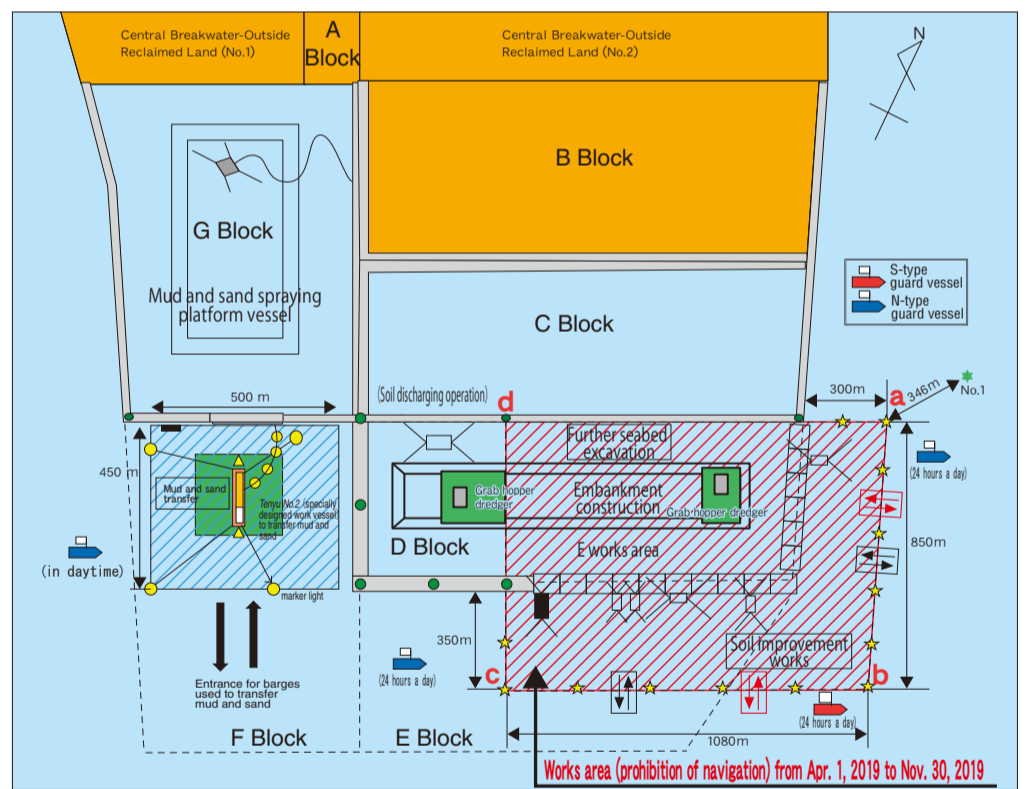 Central Breakwater-Outside
Reclaimed Land (No.1)
A
Block
Central Breakwater-Outside
Reclaimed Land (No.2)
N
B Block
G Block
Mud and sand spraying
platform vessel
C Block
S-type
guard vessel
N-type
guard vessel
500 m
(Soil discharging operation)
d
300m
a
346m
No.1
450 m
Mud and sand
transfer
Tenyu No.2 (specially
designed work vessel
to transfer mud and
sand
Further seabed
excavation
Grab hopper
dredger
Embankment
construction
Grab hopper dredger
(24 hours a day)
D Block
E works area
850m
(in daytime)
marker light
350m
Soil improvement
works
Entrance for barges
used to transfer
mud and sand
(24 hours a day)
c
b
(24 hours a day)
F Block
E Block
1080m
Works area (prohibition of navigation) from Apr. 1, 2019 to Nov. 30, 2019